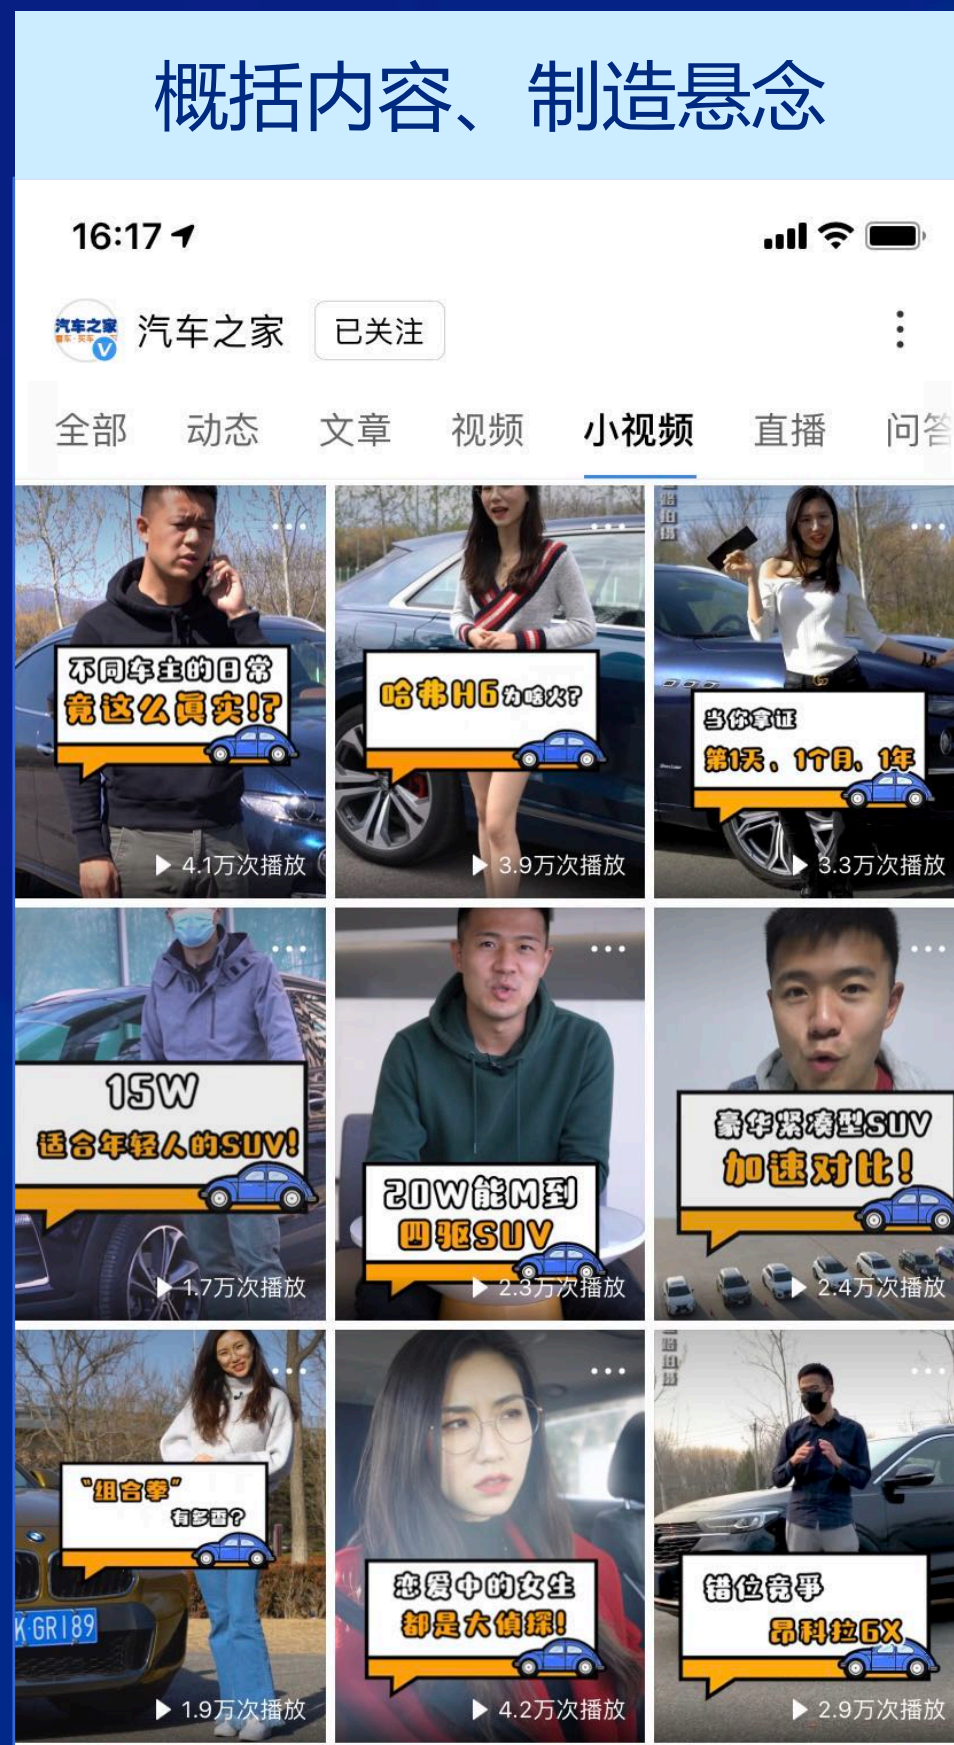 概括内容、制造悬念
16:17
汽车之家
看车·买车
汽车之家 已关注
全部 动态 文章 视频 小视频 直播 问答
不同车主的日常
竟这么真实!?
4.1万次播放
哈弗H6为啥火?
3.9万次播放
当你拿证
第1天、1个月、1年
3.3万次播放
15W
适合年轻人的SUV!
1.7万次播放
20W能M到
四驱SUV
2.3万次播放
豪华紧凑型SUV
加速对比!
2.4万次播放
K·GR189
“组合拳”
有多香?
1.9万次播放
恋爱中的女生
都是大侦探!
4.2万次播放
错位竞争
昂科拉GX
2.9万次播放